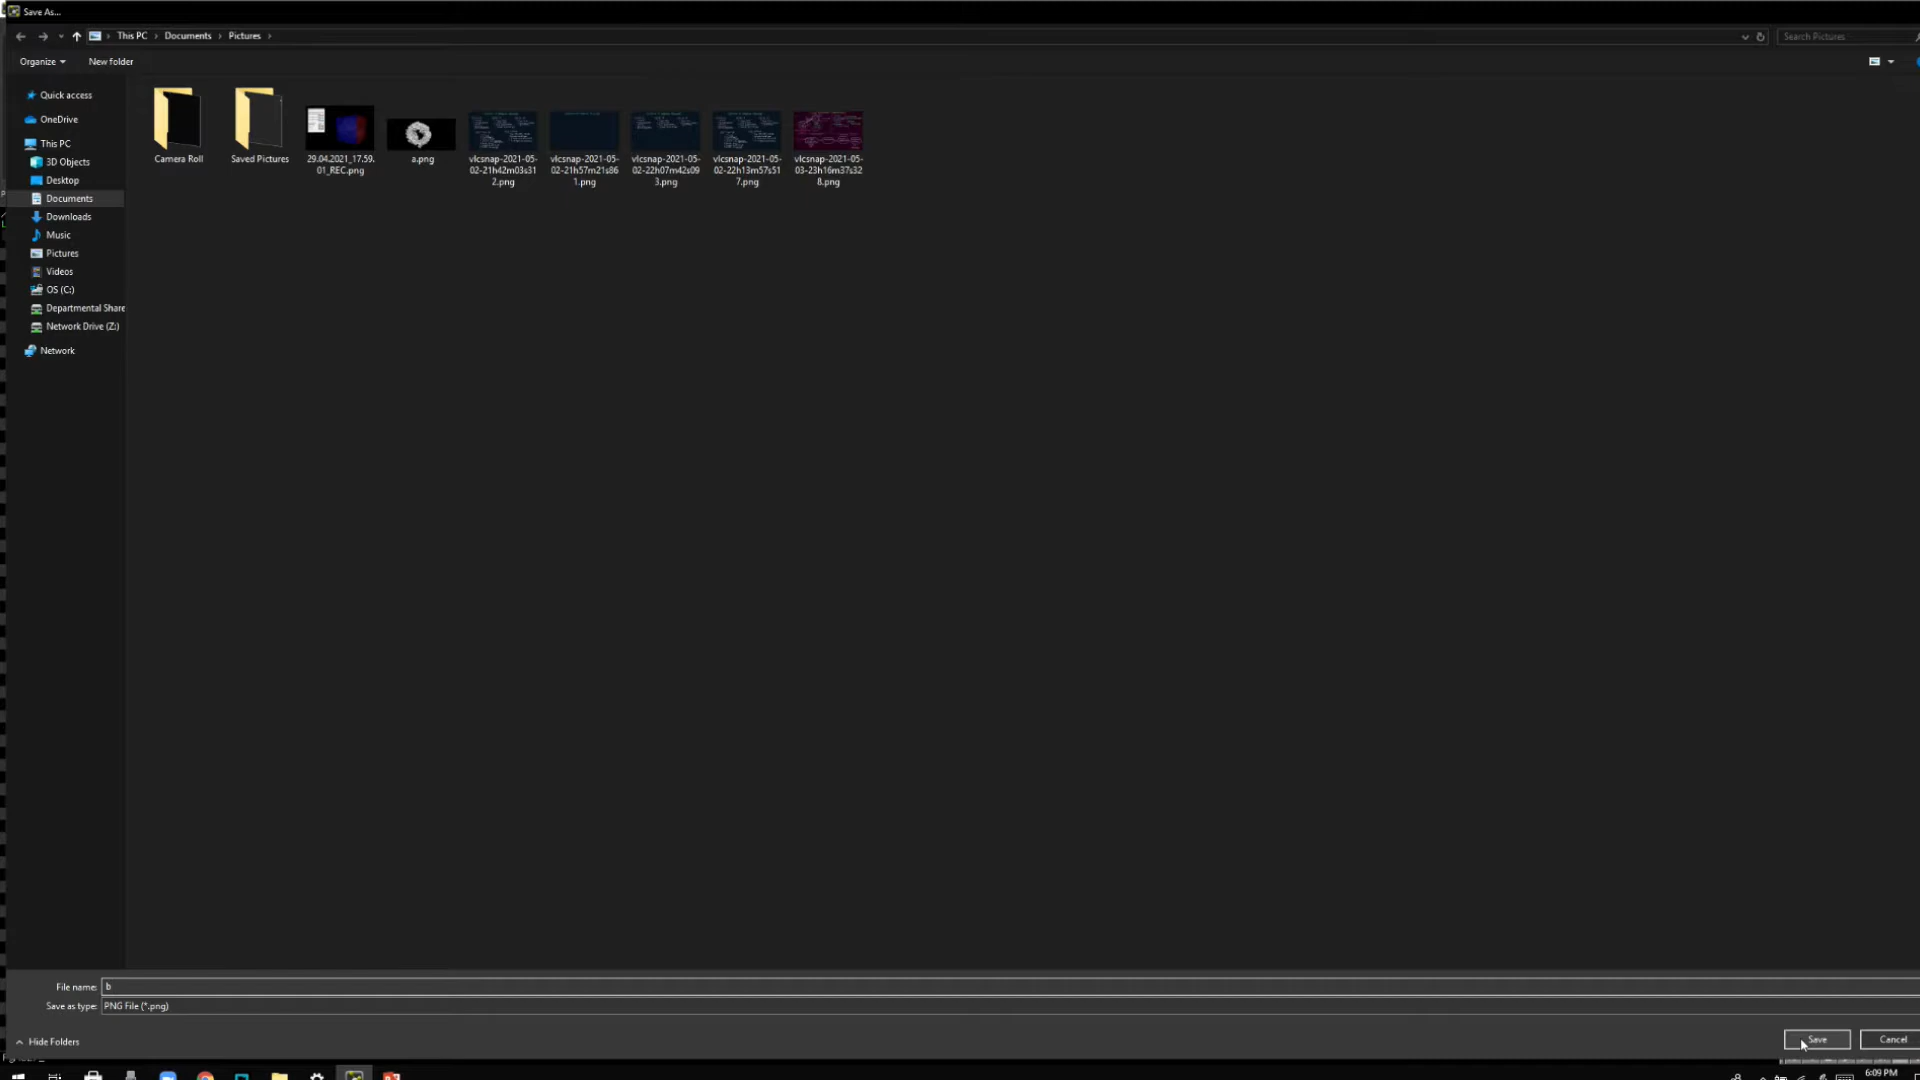 Save As...
This PC > Documents > Pictures >
Search Pictures
Organize
New folder
Quick access
OneDrive
This PC
3D Objects
Desktop
Documents
Downloads
Music
Pictures
Videos
OS (C:)
Departmental Share
Network Drive (Z:)
Network
Camera Roll
Saved Pictures
29.04.2021_17.59.
01_REC.png
a.png
vlcsnap-2021-05-
02-21h42m03s31
2.png
vlcsnap-2021-05-
02-21h57m21s86
1.png
vlcsnap-2021-05-
02-22h07m42s09
3.png
vlcsnap-2021-05-
02-22h13m57s51
7.png
vlcsnap-2021-05-
03-23h16m37s32
8.png
File name: b
Save as type: PNG File (*.png)
Hide Folders
Save
Cancel
6:09 PM